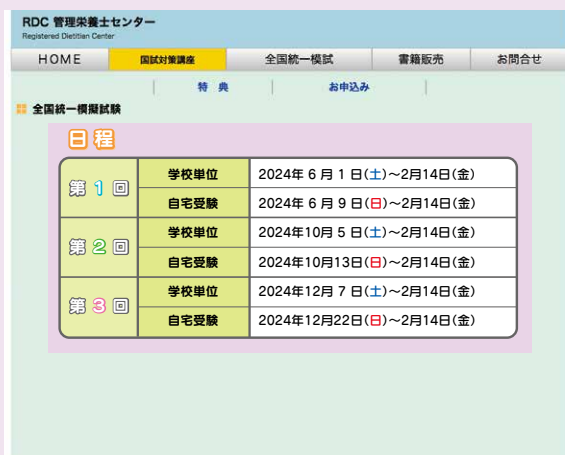 RDC 管理栄養士センター
Registered Dietitian Center
HOME 国試対策講座 全国統一模試 書籍販売 お問合せ
特 典 お申込み
全国統一模擬試験
日程
第1回 学校単位 2024年 6 月 1 日(土)～2月14日(金)
自宅受験 2024年 6 月 9 日(日)～2月14日(金)
第2回 学校単位 2024年10月 5 日(土)～2月14日(金)
自宅受験 2024年10月13日(日)～2月14日(金)
第3回 学校単位 2024年12月 7 日(土)～2月14日(金)
自宅受験 2024年12月22日(日)～2月14日(金)